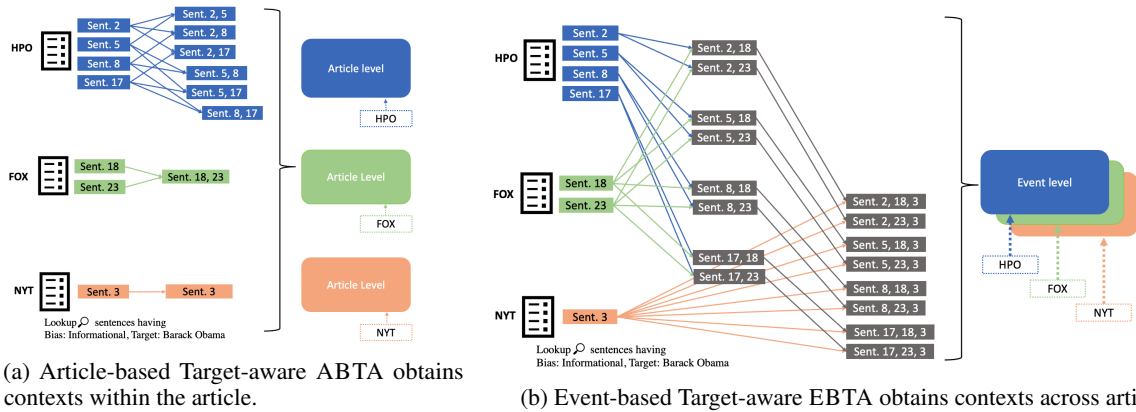 HPO
Sent. 2
Sent. 5
Sent. 8
Sent. 17
Sent. 2, 5
Sent. 2, 8
Sent. 2, 17
Sent. 5, 8
Sent. 5, 17
Sent. 8, 17
Article level
HPO
FOX
Sent. 18
Sent. 23
Sent. 18, 23
Article Level
FOX
NYT
Sent. 3
Sent. 3
Article Level
NYT
Lookup sentences having
Bias: Informational, Target: Barack Obama
(a) Article-based Target-aware ABTA obtains
contexts within the article.
HPO
Sent. 2
Sent. 5
Sent. 8
Sent. 17
FOX
Sent. 18
Sent. 23
NYT
Sent. 3
Sent. 2, 18
Sent. 2, 23
Sent. 5, 18
Sent. 5, 23
Sent. 8, 18
Sent. 8, 23
Sent. 17, 18
Sent. 17, 23
Sent. 2, 18, 3
Sent. 2, 23, 3
Sent. 5, 18, 3
Sent. 5, 23, 3
Sent. 8, 18, 3
Sent. 8, 23, 3
Sent. 17, 18, 3
Sent. 17, 23, 3
Event level
HPO
FOX
NYT
Lookup sentences having
Bias: Informational, Target: Barack Obama
(b) Event-based Target-aware EBTA obtains contexts across arti